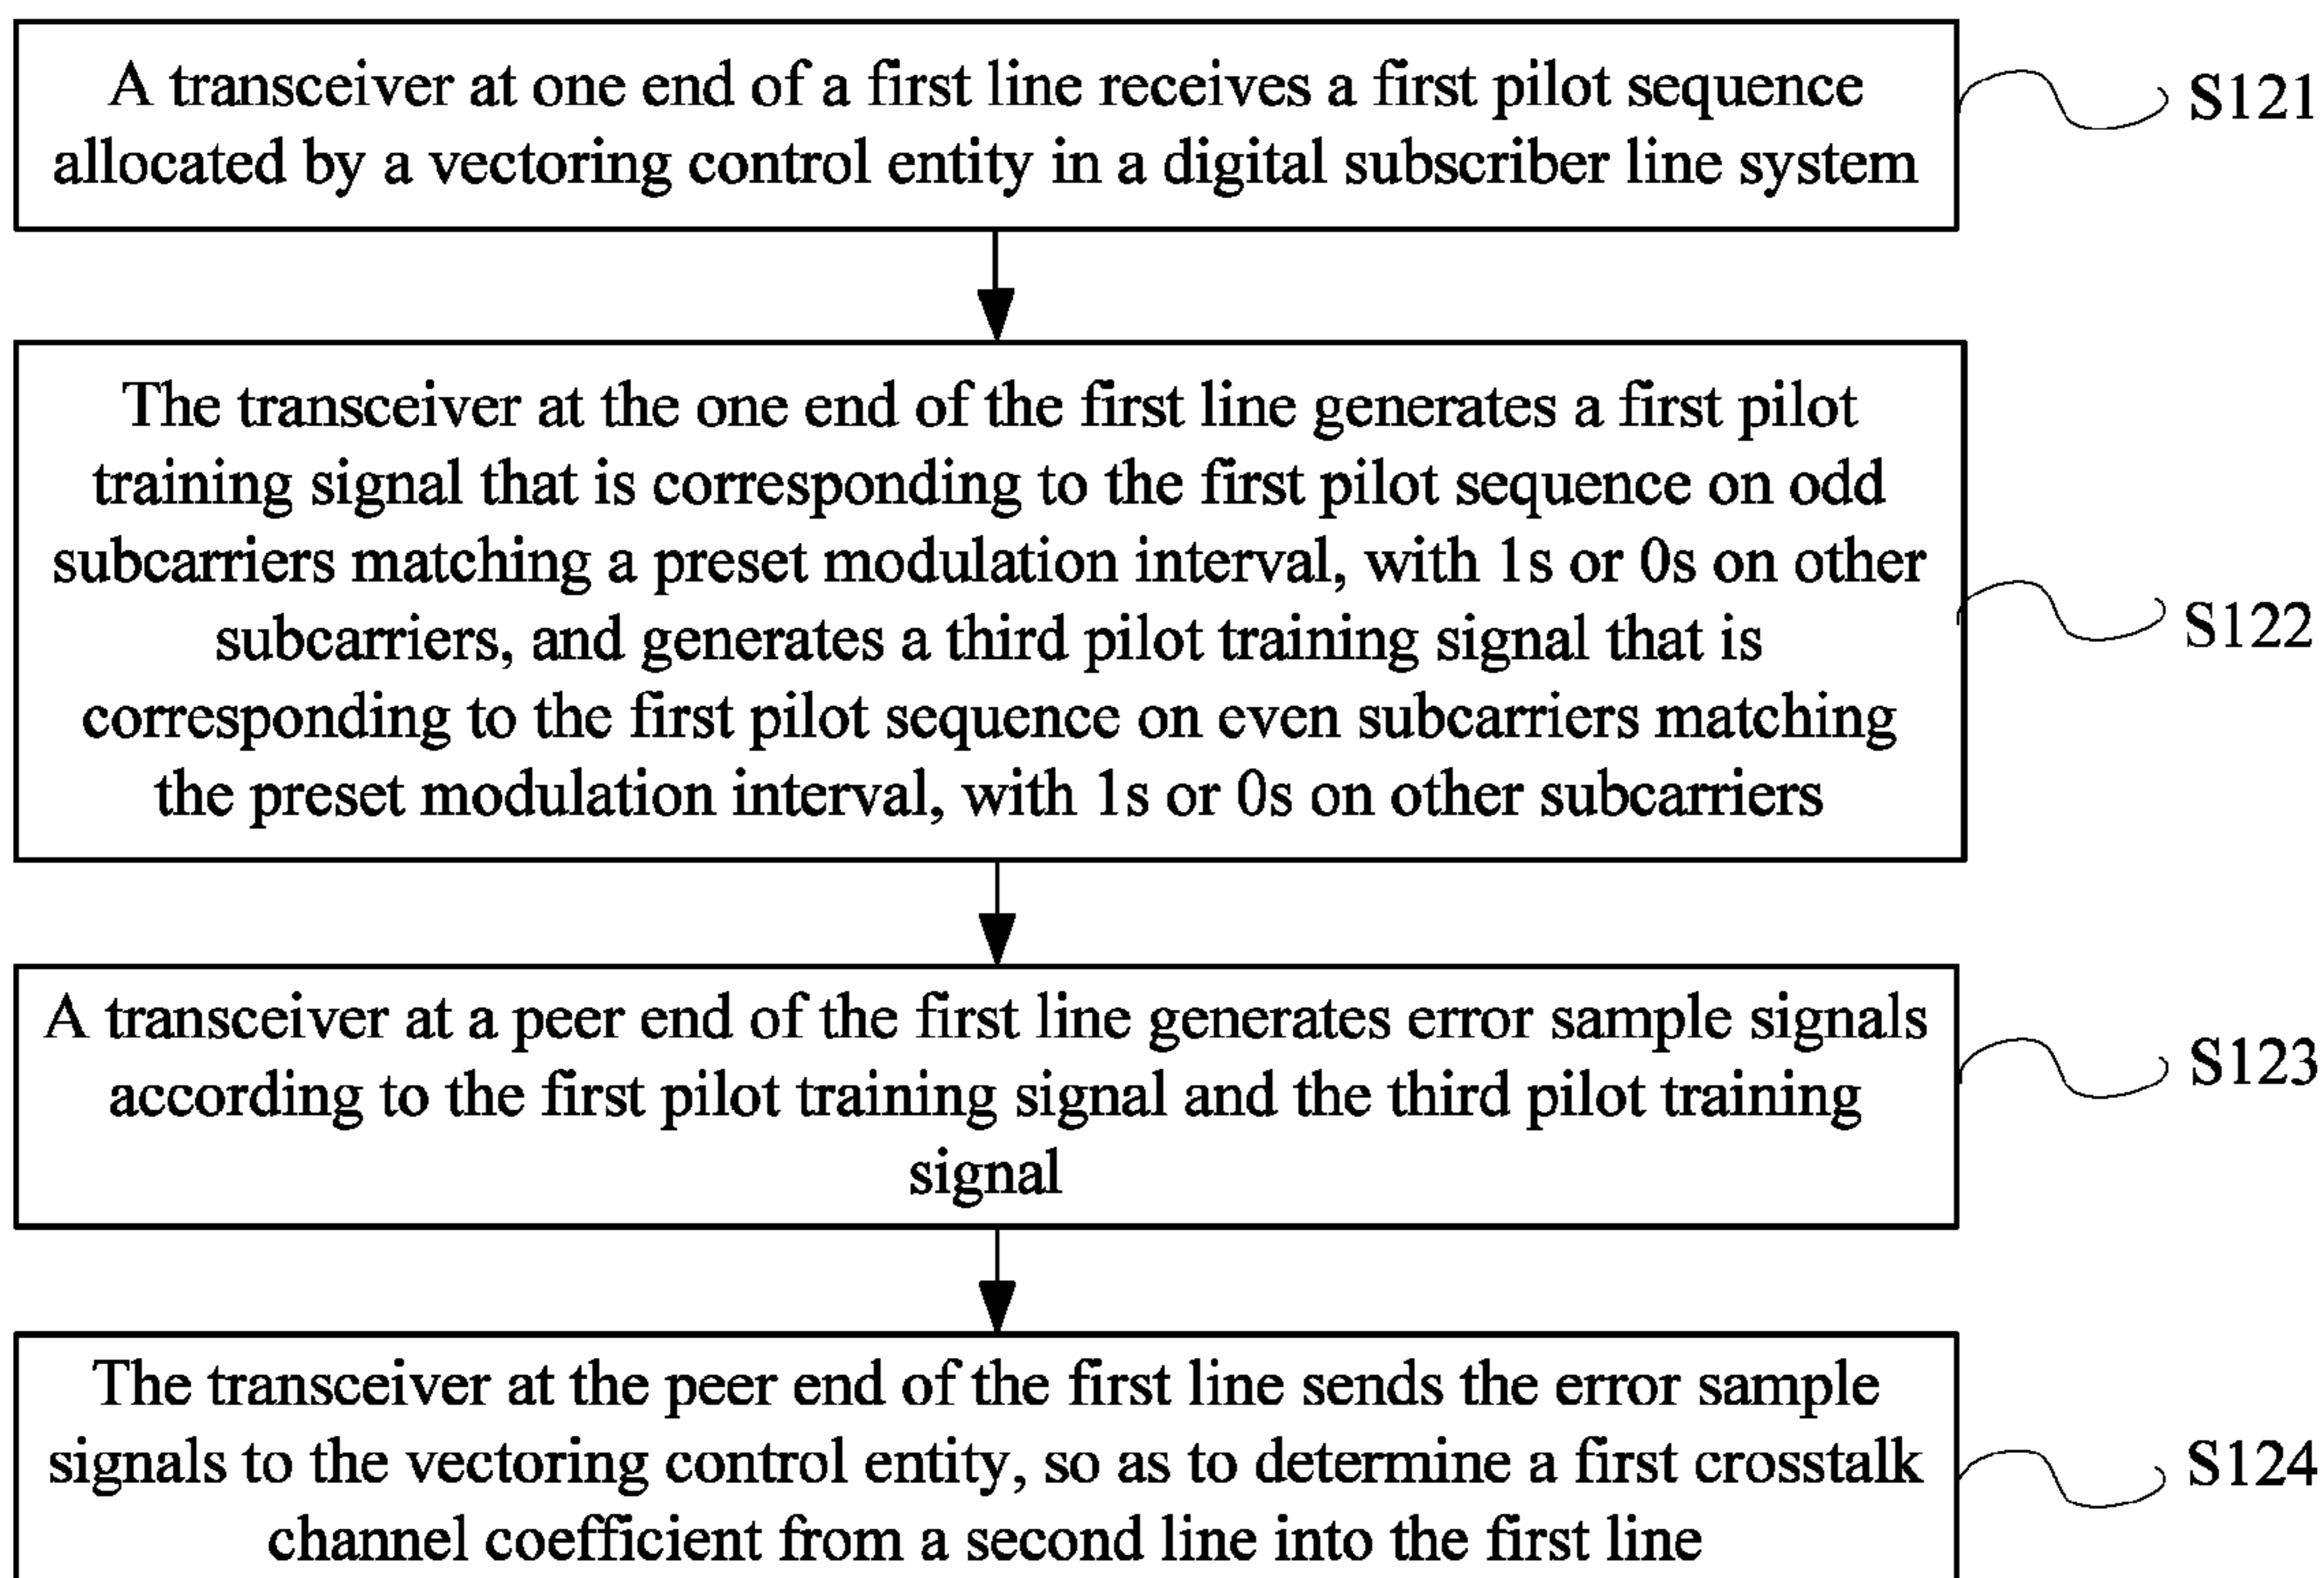 A transceiver at one end of a first line receives a first pilot sequence
allocated by a vectoring control entity in a digital subscriber line system
S121
The transceiver at the one end of the first line generates a first pilot
training signal that is corresponding to the first pilot sequence on odd
subcarriers matching a preset modulation interval, with 1s or 0s on other
subcarriers, and generates a third pilot training signal that is
corresponding to the first pilot sequence on even subcarriers matching
the preset modulation interval, with 1s or 0s on other subcarriers
S122
A transceiver at a peer end of the first line generates error sample signals
according to the first pilot training signal and the third pilot training
signal
S123
The transceiver at the peer end of the first line sends the error sample
signals to the vectoring control entity, so as to determine a first crosstalk
channel coefficient from a second line into the first line
S124